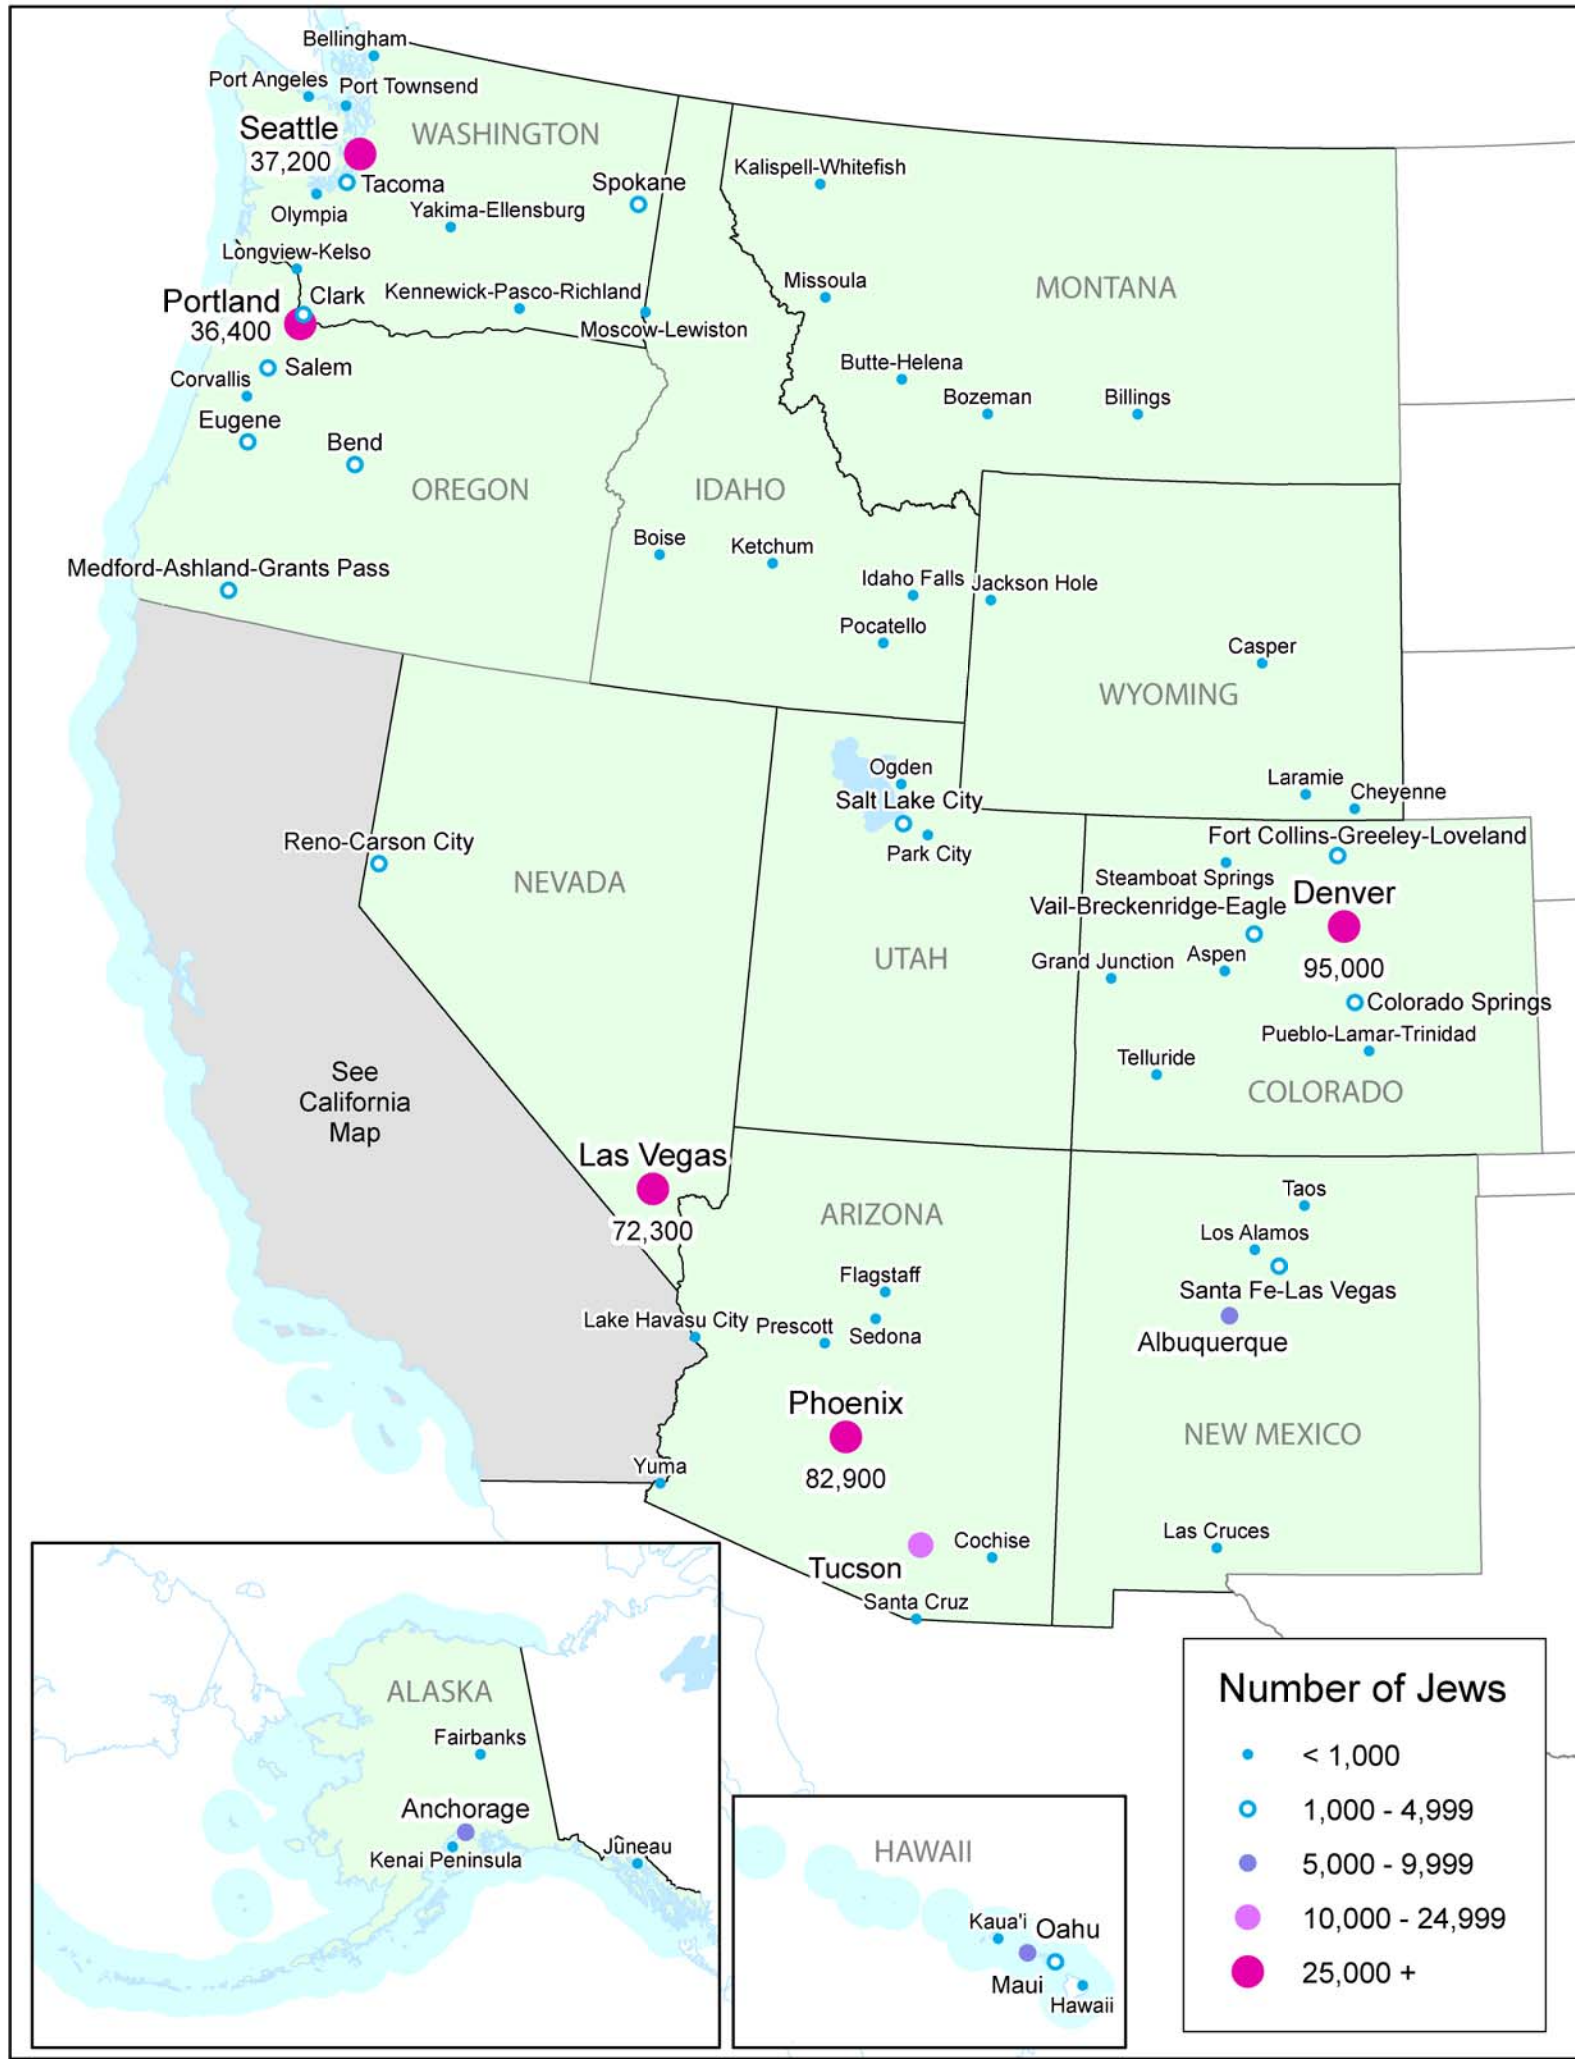 Bellingham
Port Angeles
Port Townsend
Seattle
37,200
WASHINGTON
Tacoma
Spokane
Olympia
Yakima-Ellensburg
Longview-Kelso
Portland
36,400
Clark
Kennewick-Pasco-Richland
Moscow-Lewiston
Salem
Corvallis
Eugene
Bend
OREGON
Medford-Ashland-Grants Pass
Kalispell-Whitefish
Missoula
MONTANA
Butte-Helena
Bozeman
Billings
IDAHO
Boise
Ketchum
Idaho Falls
Pocatello
Jackson Hole
Casper
WYOMING
Laramie
Cheyenne
Reno-Carson City
NEVADA
Las Vegas
72,300
Ogden
Salt Lake City
Park City
UTAH
Fort Collins-Greeley-Loveland
Steamboat Springs
Denver
95,000
Vail-Breckenridge-Eagle
Grand Junction
Aspen
Colorado Springs
Pueblo-Lamar-Trinidad
Telluride
COLORADO
See
California
Map
ARIZONA
Flagstaff
Lake Havasu City
Prescott
Sedona
Phoenix
82,900
Yuma
Tucson
Cochise
Santa Cruz
Taos
Los Alamos
Santa Fe-Las Vegas
Albuquerque
NEW MEXICO
Las Cruces
ALASKA
Fairbanks
Anchorage
Kenai Peninsula
Juneau
HAWAII
Kaua'i
Oahu
Maui
Hawaii
Number of Jews
< 1,000
1,000 - 4,999
5,000 - 9,999
10,000 - 24,999
25,000 +